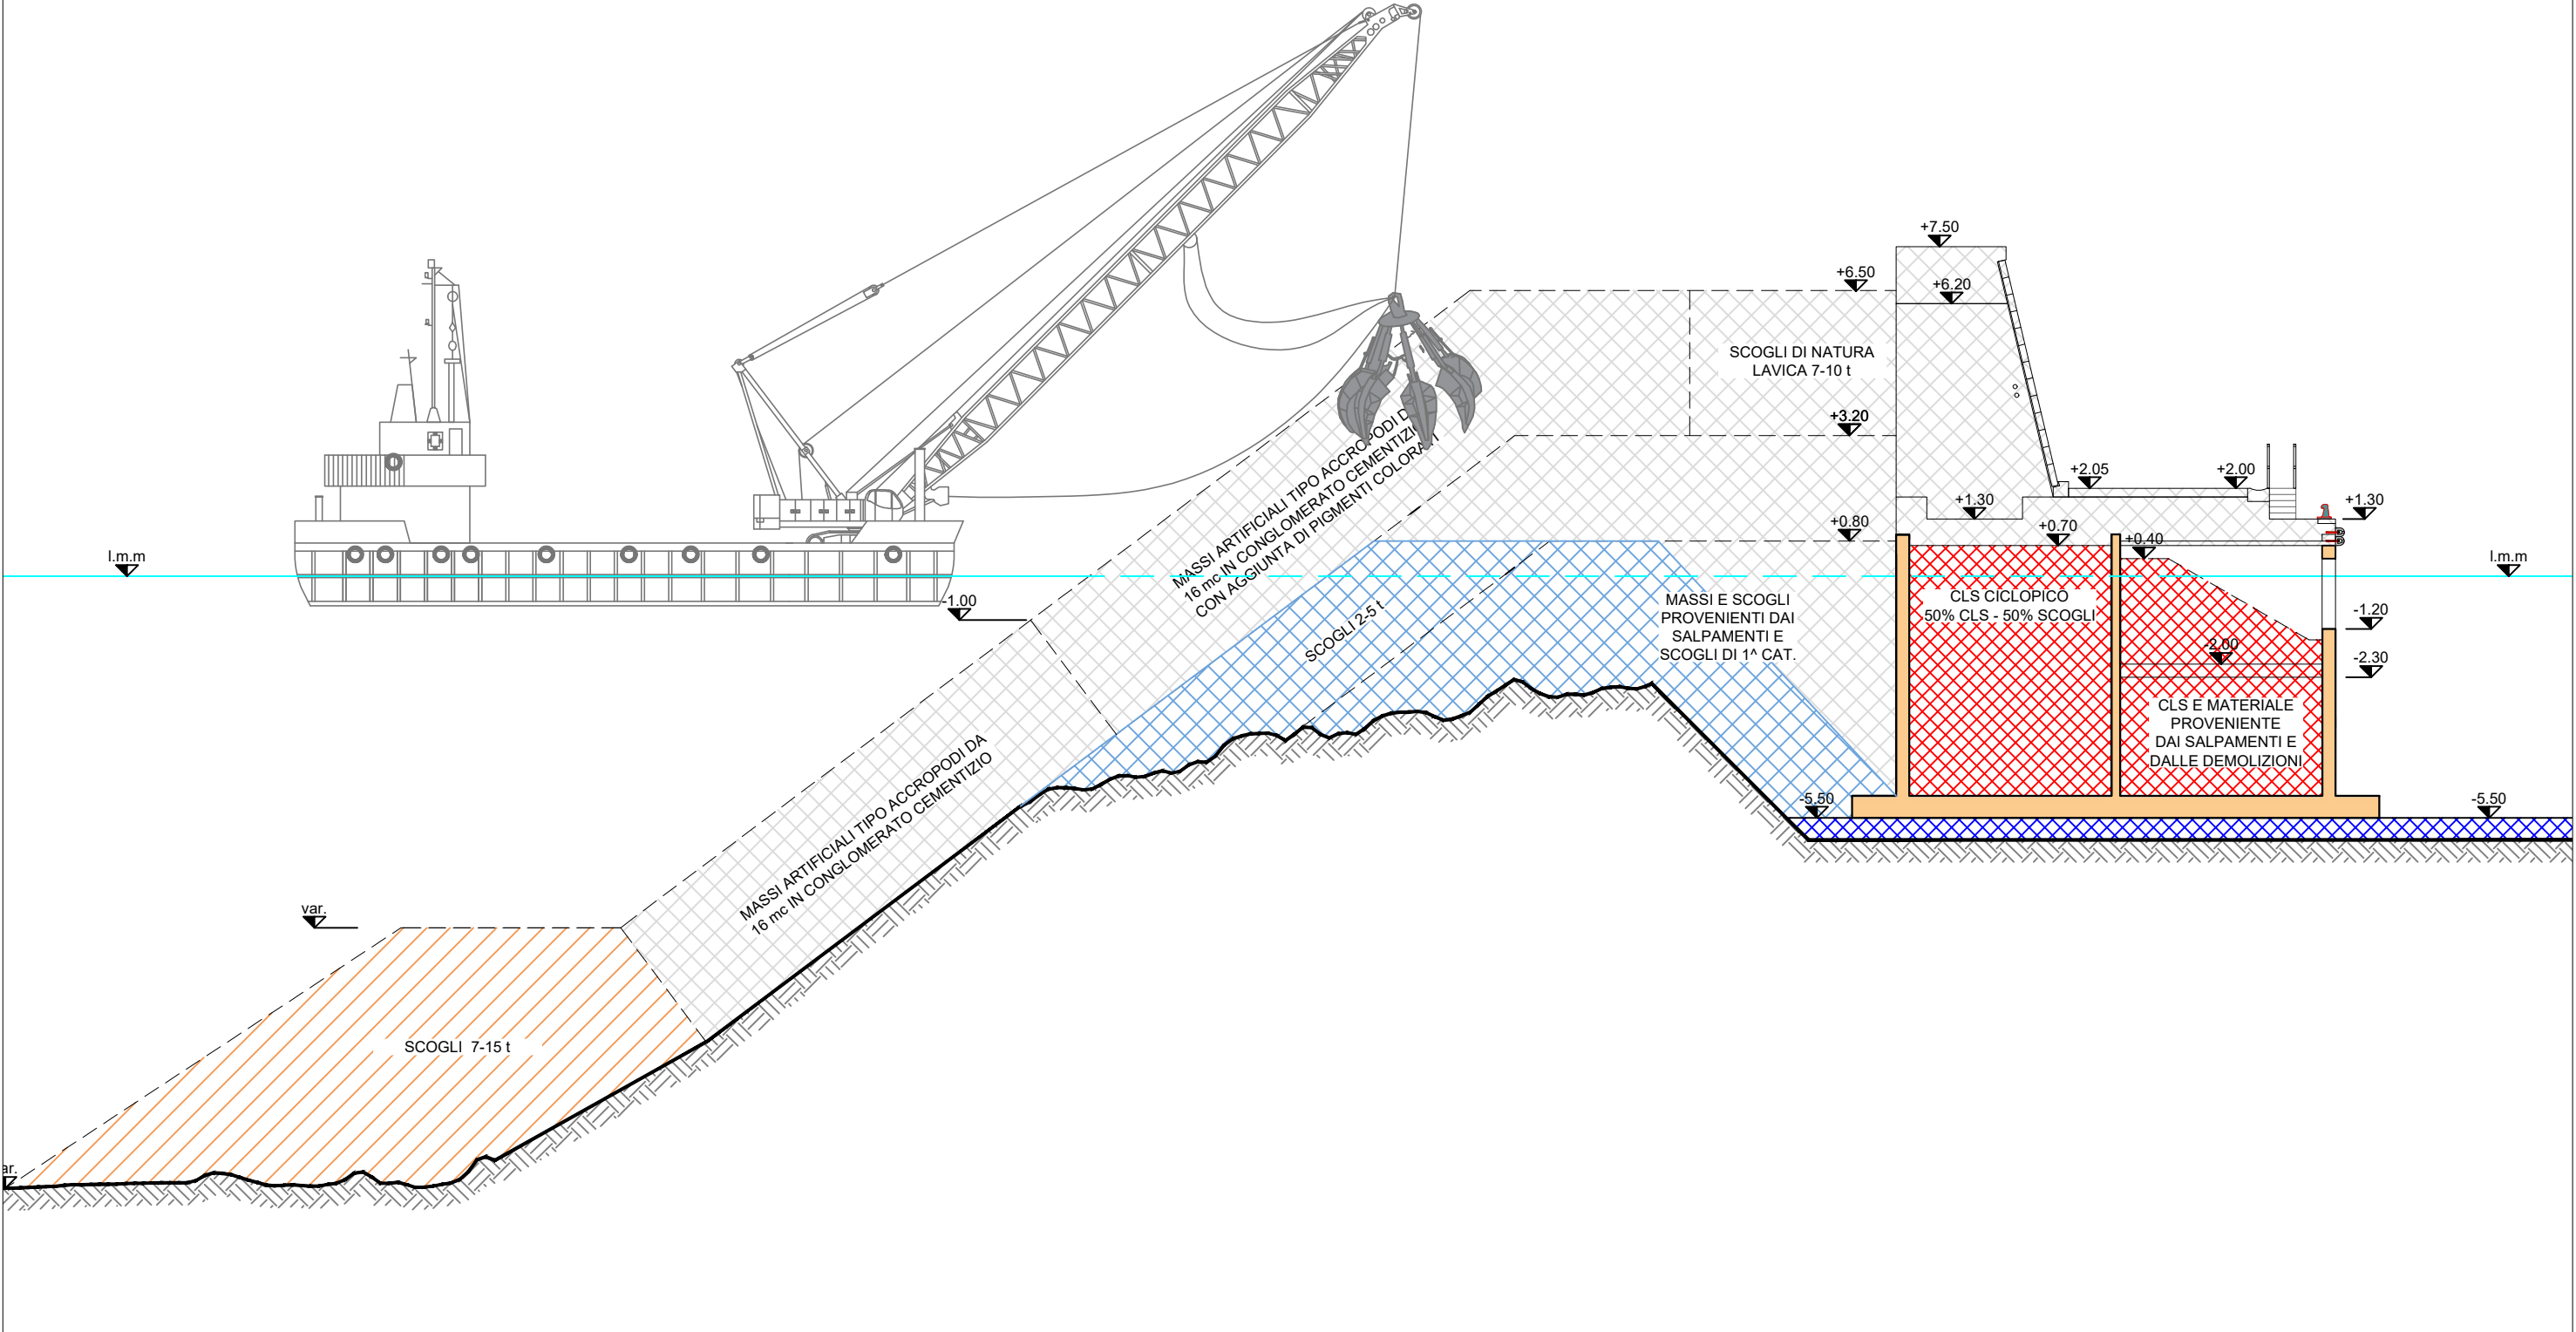 +7.50
+6.50
+6.20
SCOGLI DI NATURA
LAVICA 7-10 t
+3.20
+2.05
+2.00
+1.30
+1.30
+0.80
+0.70
+0.40
l.m.m
l.m.m
-1.00
MASSI ARTIFICIALI TIPO ACCROPODI D
16 mc IN CONGLOMERATO CEMENTIZI
CON AGGIUNTA DI PIGMENTI COLORATI
SCOGLI 2-5 t
MASSI E SCOGLI
PROVENIENTI DAI
SALPAMENTI E
SCOGLI DI 1^ CAT.
CLS CICLOPICO
50% CLS - 50% SCOGLI
-1.20
-2.00
-2.30
CLS E MATERIALE
PROVENIENTE
DAI SALPAMENTI E
DALLE DEMOLIZIONI
MASSI ARTIFICIALI TIPO ACCROPODI DA
16 mc IN CONGLOMERATO CEMENTIZIO
-5.50
-5.50
var.
SCOGLI 7-15 t
ar.